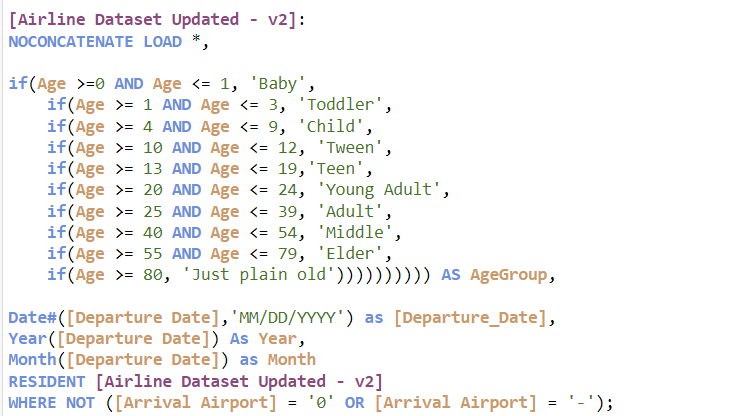 [Airline Dataset Updated - v2]:
NOCONCATENATE LOAD *,

if(Age >=0 AND Age <= 1, 'Baby',
    if(Age >= 1 AND Age <= 3, 'Toddler',
    if(Age >= 4 AND Age <= 9, 'Child',
    if(Age >= 10 AND Age <= 12, 'Tween',
    if(Age >= 13 AND Age <= 19,'Teen',
    if(Age >= 20 AND Age <= 24, 'Young Adult',
    if(Age >= 25 AND Age <= 39, 'Adult',
    if(Age >= 40 AND Age <= 54, 'Middle',
    if(Age >= 55 AND Age <= 79, 'Elder',
    if(Age >= 80, 'Just plain old')))))))))) AS AgeGroup,

Date#([Departure Date],'MM/DD/YYYY') as [Departure_Date],
Year([Departure Date]) As Year,
Month([Departure Date]) as Month
RESIDENT [Airline Dataset Updated - v2]
WHERE NOT ([Arrival Airport] = '0' OR [Arrival Airport] = '-');